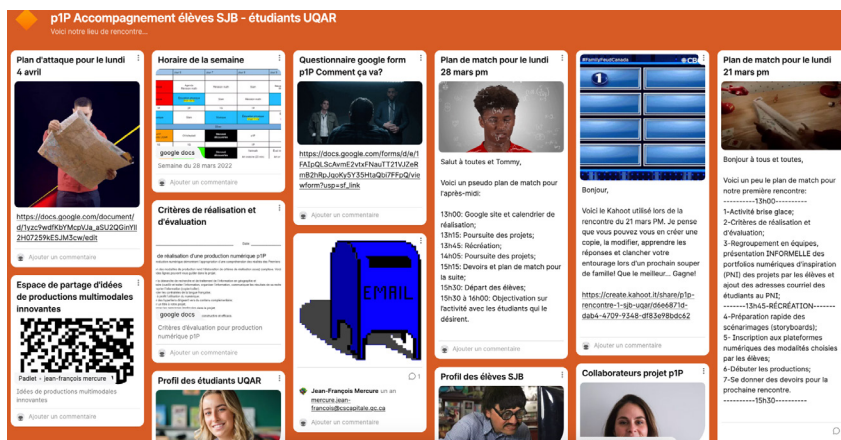 p1P Accompagnement élèves SJB - étudiants UQAR
Voici notre lieu de rencontre...
Plan d'attaque pour le lundi
4 avril
https://docs.google.com/document/
d/1yzc9wdfKbYMcpVJa_aSU2QGinYlI
2H07259kESJM3cw/edit
Ajouter un commentaire
Espace de partage d'idées
de productions multimodales
innovantes
Padlet - jean-françois mercure
Idées de productions multimodales
innovantes
Ajouter un commentaire
Horaire de la semaine
google docs
Semaine du 28 mars 2022
Ajouter un commentaire
Critères de réalisation et
d'évaluation
de réalisation d'une production numérique p1P
google docs
Critères d'évaluation pour production
numérique p1P
Ajouter un commentaire
Profil des étudiants UQAR
Questionnaire google form
p1P Comment ça va?
https://docs.google.com/forms/d/e/1
FAIpQLScAvmE2vtxFNauTT21VJZeR
mB2hRpJqoKy5Y35HtaQbi7FFpQ/vie
wform?usp=sf_link
Ajouter un commentaire
EMAIL
1
Jean-François Mercure un an
mercure.jean-
francois@cscapitale.qc.ca
Ajouter un commentaire
Plan de match pour le lundi
28 mars pm
Salut à toutes et Tommy,
Voici un pseudo plan de match pour
l'après-midi:
13h00: Google site et calendrier de
réalisation;
13h15: Poursuite des projets;
13h45: Récréation;
14h05: Poursuite des projets;
15h15: Devoirs et plan de match pour
la suite;
15h30: Départ des élèves;
15h30 à 16h00: Objectivation sur
l'activité avec les étudiants qui le
désirent.
Ajouter un commentaire
Profil des élèves SJB
#FamilyFeudCanada
CBC
1
Bonjour,
Voici le Kahoot utilisé lors de la
rencontre du 21 mars PM. Je pense
que vous pouvez vous en créer une
copie, la modifier, apprendre les
réponses et clancher votre
entourage lors d'un prochain souper
de famille! Que le meilleur... Gagne!
https://create.kahoot.it/share/p1p-
rencontre-1-sjb-uqar/d6e6871d-
dab4-4709-9348-df83e98bdc62
Ajouter un commentaire
Collaborateurs projet p1P
Plan de match pour le lundi
21 mars pm
Bonjour à tous et toutes,
Voici un peu le plan de match pour
notre première rencontre:
----------13h00----------
1-Activité brise glace;
2-Critères de réalisation et
d'évaluation;
3-Regroupement en équipes,
présentation INFORMELLE des
portfolios numériques d'inspiration
(PNI) des projets par les élèves et
ajout des adresses courriel des
étudiants au PNI;
-------13h45-RÉCRÉATION-------
4-Préparation rapide des
scénarimages (storyboards);
5- Inscription aux plateformes
numériques des modalités choisies
par les élèves;
6-Débuter les productions;
7-Se donner des devoirs pour la
prochaine rencontre.
----------15h30----------